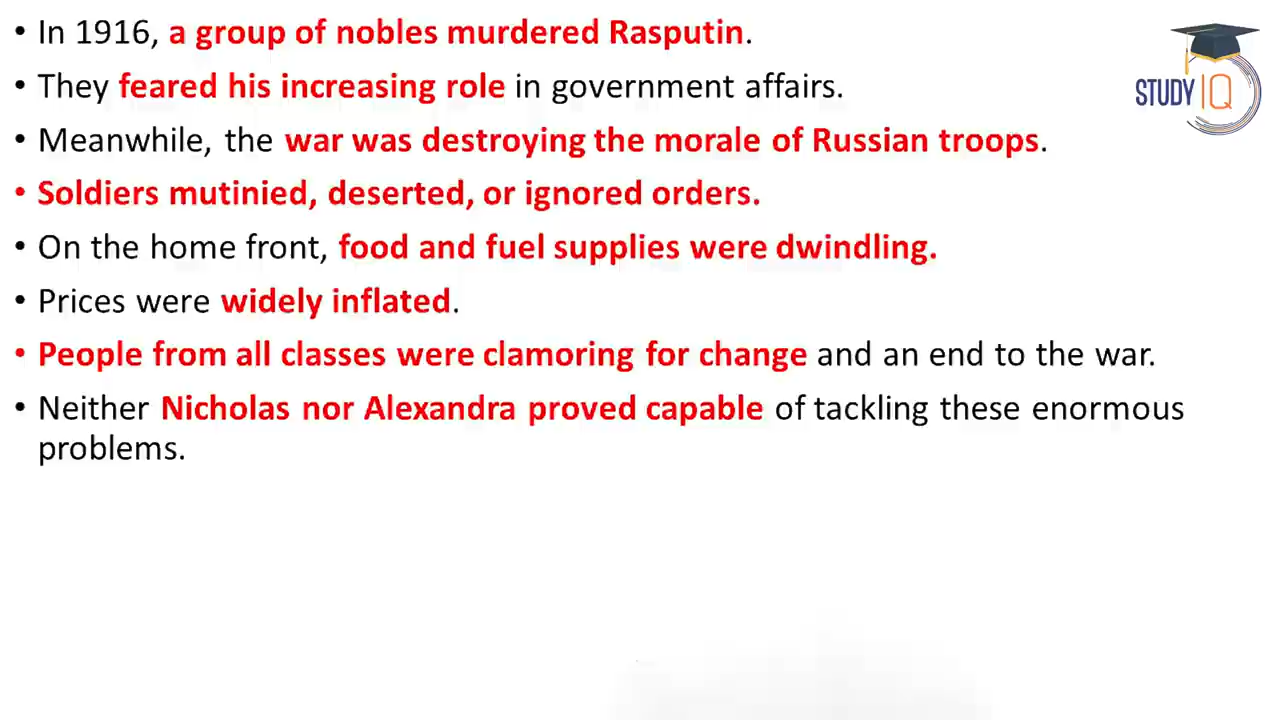 • In 1916, a group of nobles murdered Rasputin.
• They feared his increasing role in government affairs.
• Meanwhile, the war was destroying the morale of Russian troops.
• Soldiers mutinied, deserted, or ignored orders.
• On the home front, food and fuel supplies were dwindling.
• Prices were widely inflated.
• People from all classes were clamoring for change and an end to the war.
• Neither Nicholas nor Alexandra proved capable of tackling these enormous
problems.
STUDY IQ